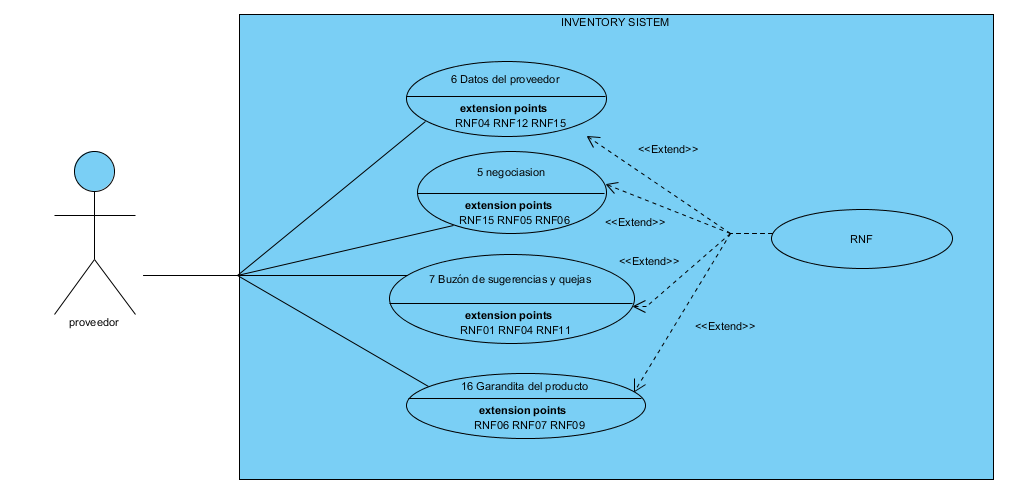 INVENTORY SISTEM
6 Datos del proveedor
extension points
RNF04 RNF12 RNF15
<<Extend>>
5 negociasion
extension points
RNF15 RNF05 RNF06
<<Extend>>
RNF
<<Extend>>
7 Buzón de sugerencias y quejas
extension points
RNF01 RNF04 RNF11
proveedor
<<Extend>>
16 Garandita del producto
extension points
RNF06 RNF07 RNF09